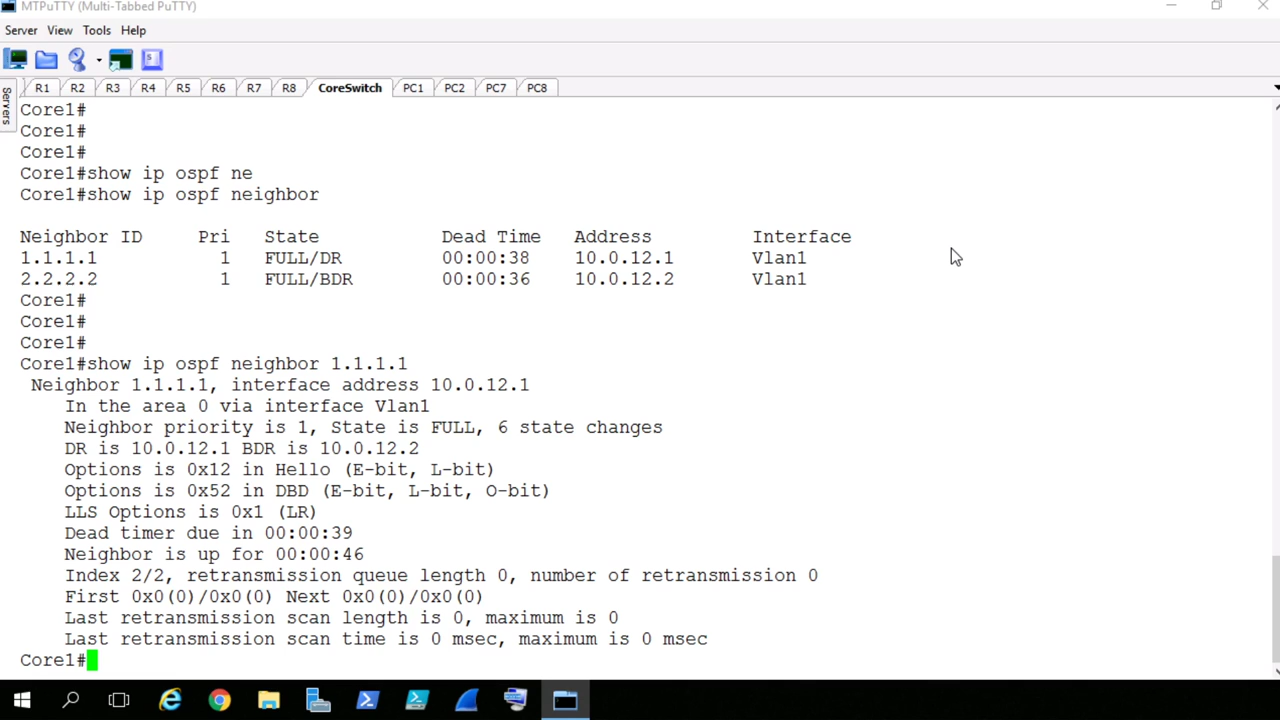 MTPuTTY (Multi-Tabbed PuTTY)
Server View Tools Help
R1 R2 R3 R4 R5 R6 R7 R8 CoreSwitch PC1 PC2 PC7 PC8
Servers
Core1#
Core1#
Core1#
Core1#show ip ospf ne
Core1#show ip ospf neighbor
Neighbor ID Pri State Dead Time Address Interface
1.1.1.1 1 FULL/DR 00:00:38 10.0.12.1 Vlan1
2.2.2.2 1 FULL/BDR 00:00:36 10.0.12.2 Vlan1
Core1#
Core1#
Core1#
Core1#show ip ospf neighbor 1.1.1.1
Neighbor 1.1.1.1, interface address 10.0.12.1
In the area 0 via interface Vlan1
Neighbor priority is 1, State is FULL, 6 state changes
DR is 10.0.12.1 BDR is 10.0.12.2
Options is 0x12 in Hello (E-bit, L-bit)
Options is 0x52 in DBD (E-bit, L-bit, O-bit)
LLS Options is 0x1 (LR)
Dead timer due in 00:00:39
Neighbor is up for 00:00:46
Index 2/2, retransmission queue length 0, number of retransmission 0
First 0x0(0)/0x0(0) Next 0x0(0)/0x0(0)
Last retransmission scan length is 0, maximum is 0
Last retransmission scan time is 0 msec, maximum is 0 msec
Core1#